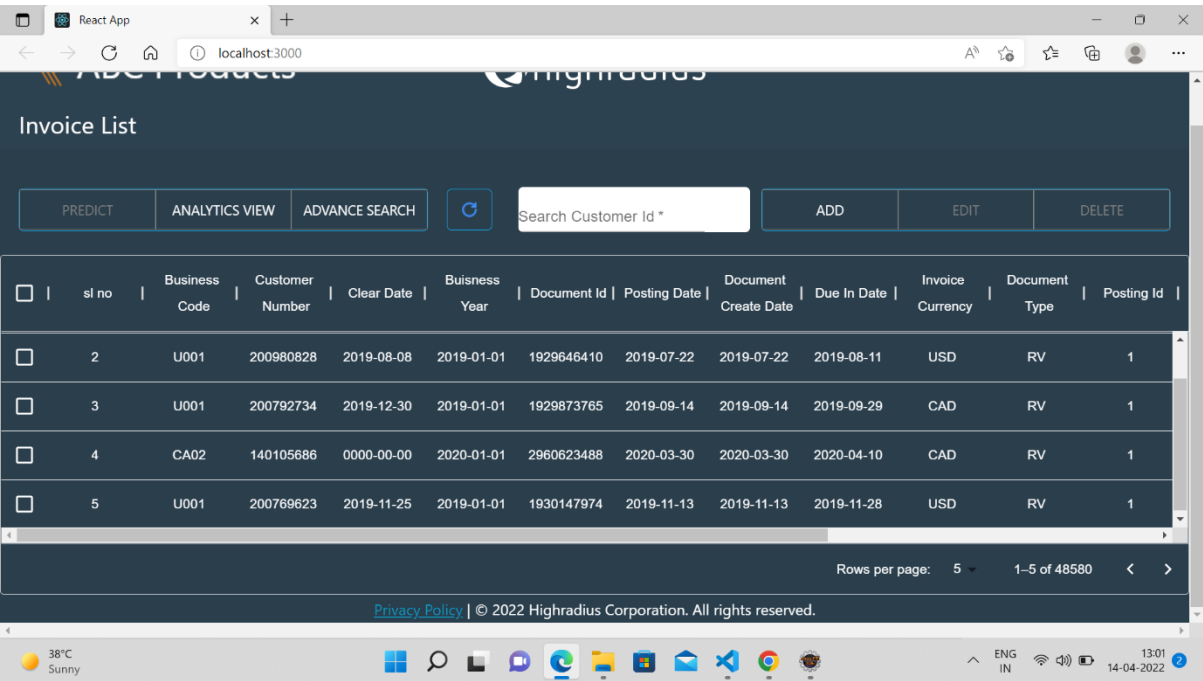 React App
localhost:3000
ABC Products
Highradius
Invoice List
PREDICT ANALYTICS VIEW ADVANCE SEARCH Search Customer Id * ADD EDIT DELETE
sl no | Business Code | Customer Number | Clear Date | Buisness Year | Document Id | Posting Date | Document Create Date | Due In Date | Invoice Currency | Document Type | Posting Id |
2 U001 200980828 2019-08-08 2019-01-01 1929646410 2019-07-22 2019-07-22 2019-08-11 USD RV 1
3 U001 200792734 2019-12-30 2019-01-01 1929873765 2019-09-14 2019-09-14 2019-09-29 CAD RV 1
4 CA02 140105686 0000-00-00 2020-01-01 2960623488 2020-03-30 2020-03-30 2020-04-10 CAD RV 1
5 U001 200769623 2019-11-25 2019-01-01 1930147974 2019-11-13 2019-11-13 2019-11-28 USD RV 1
Rows per page: 5 1–5 of 48580
Privacy Policy | © 2022 Highradius Corporation. All rights reserved.
38°C
Sunny
ENG
IN
13:01
14-04-2022
2